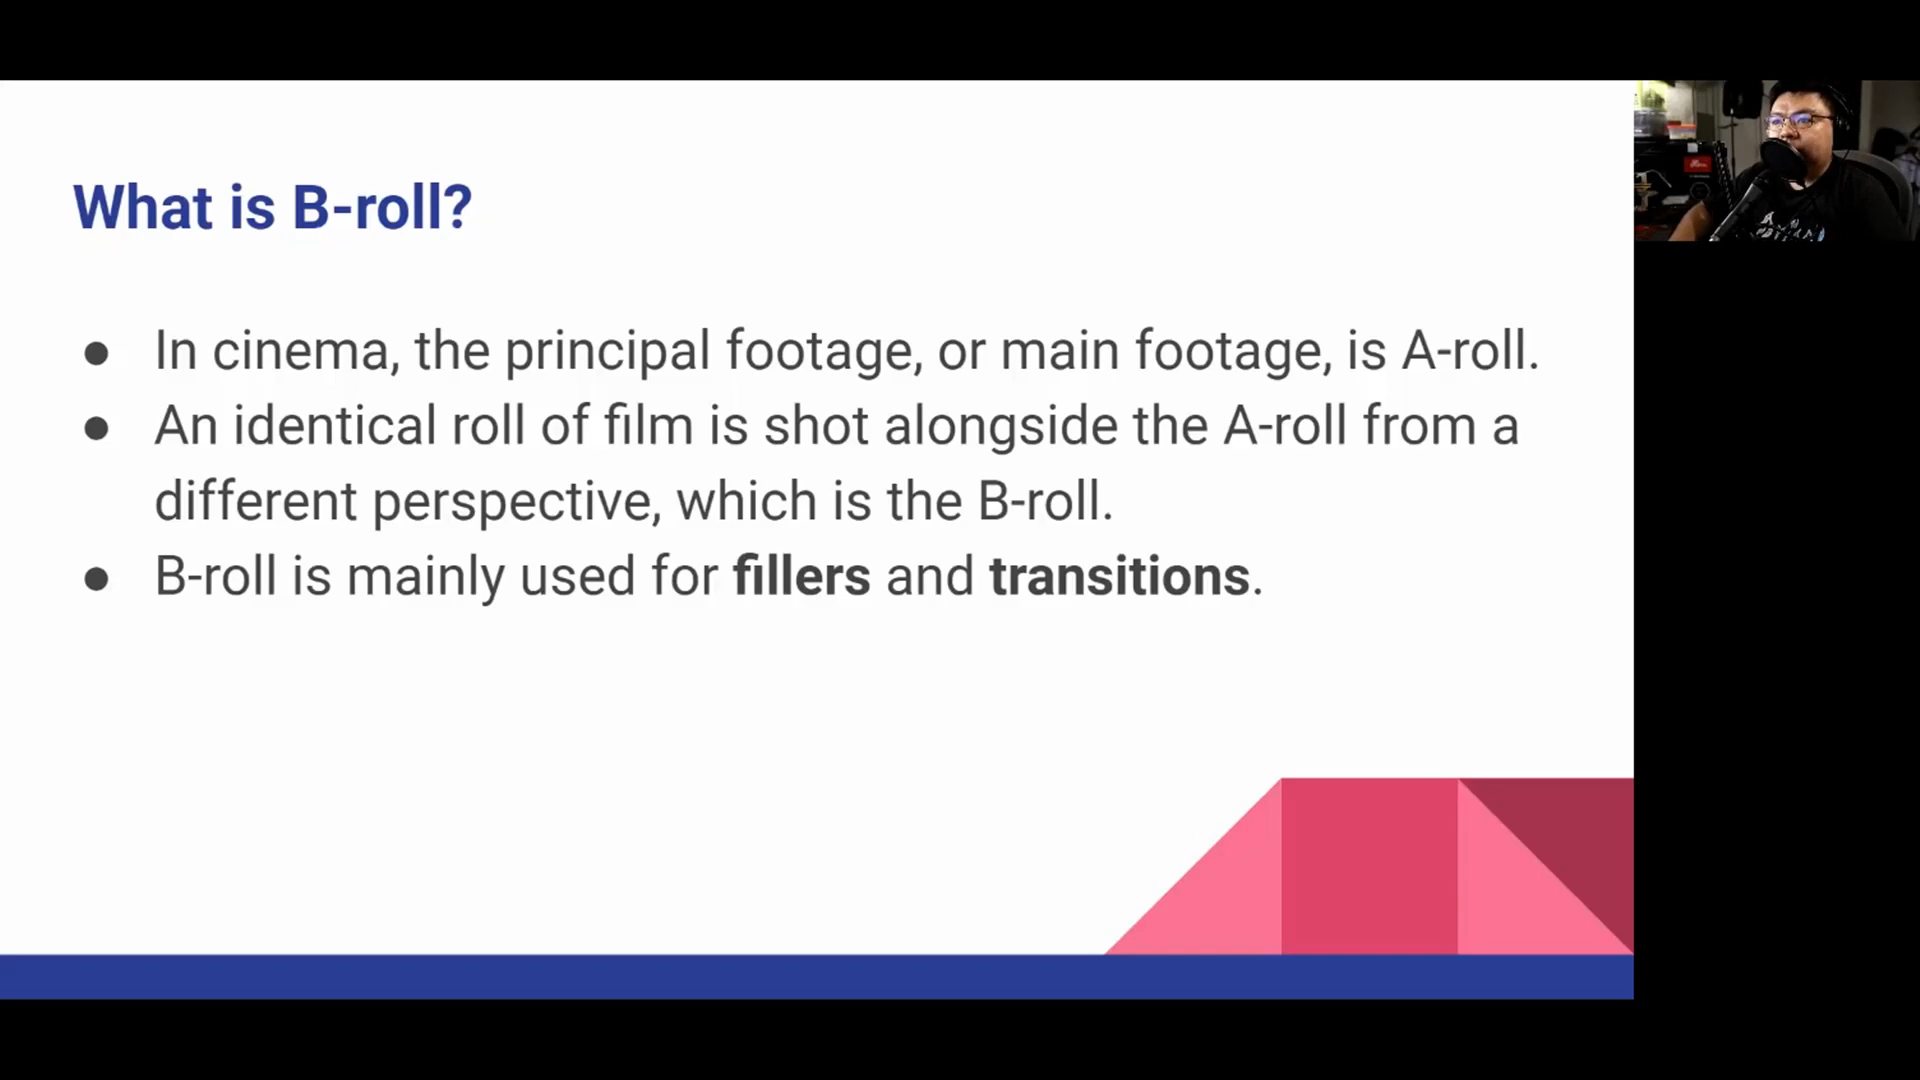 What is B-roll?
● In cinema, the principal footage, or main footage, is A-roll.
● An identical roll of film is shot alongside the A-roll from a
different perspective, which is the B-roll.
● B-roll is mainly used for fillers and transitions.